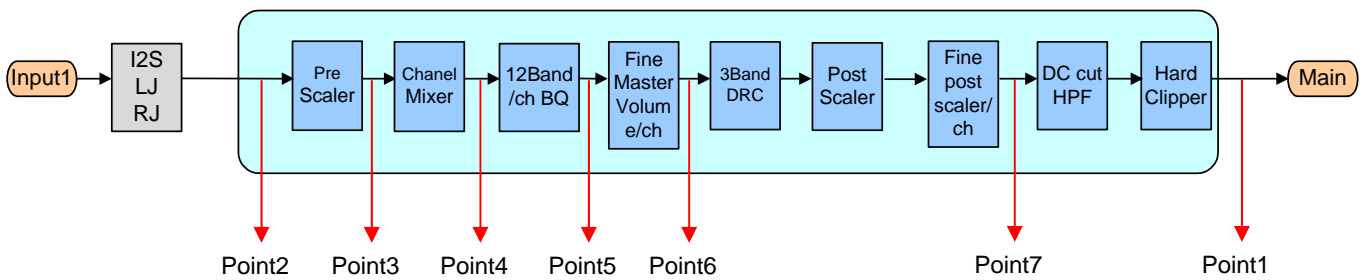 Input1
I2S
LJ
RJ
Pre
Scaler
Chanel
Mixer
12Band
/ch BQ
Fine
Master
Volum
e/ch
3Band
DRC
Post
Scaler
Fine
post
scaler/
ch
DC cut
HPF
Hard
Clipper
Main
Point2
Point3
Point4
Point5
Point6
Point7
Point1